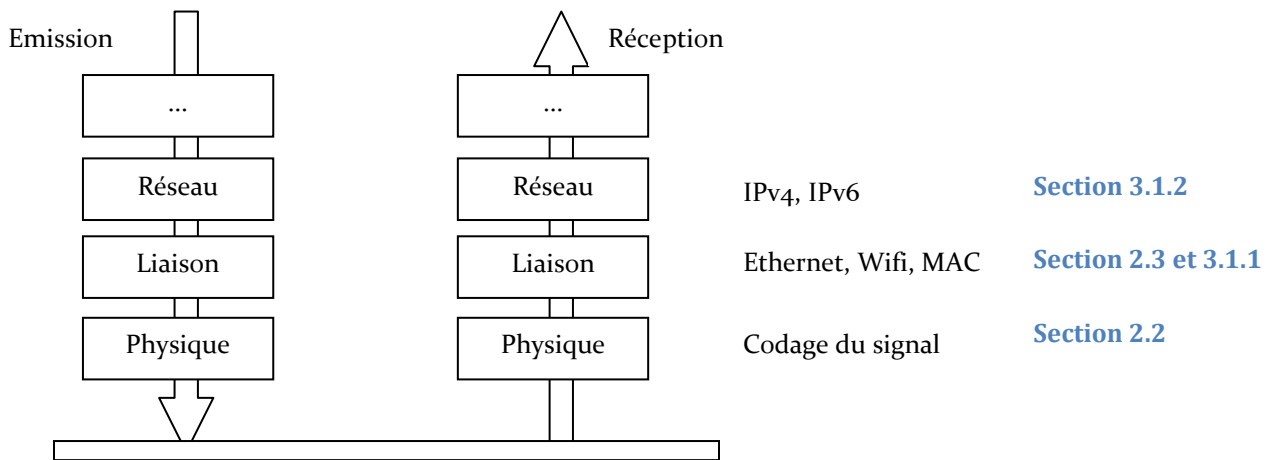 Emission
Réception
...
...
Réseau
Réseau
IPv4, IPv6
Section 3.1.2
Liaison
Liaison
Ethernet, Wifi, MAC
Section 2.3 et 3.1.1
Physique
Physique
Codage du signal
Section 2.2